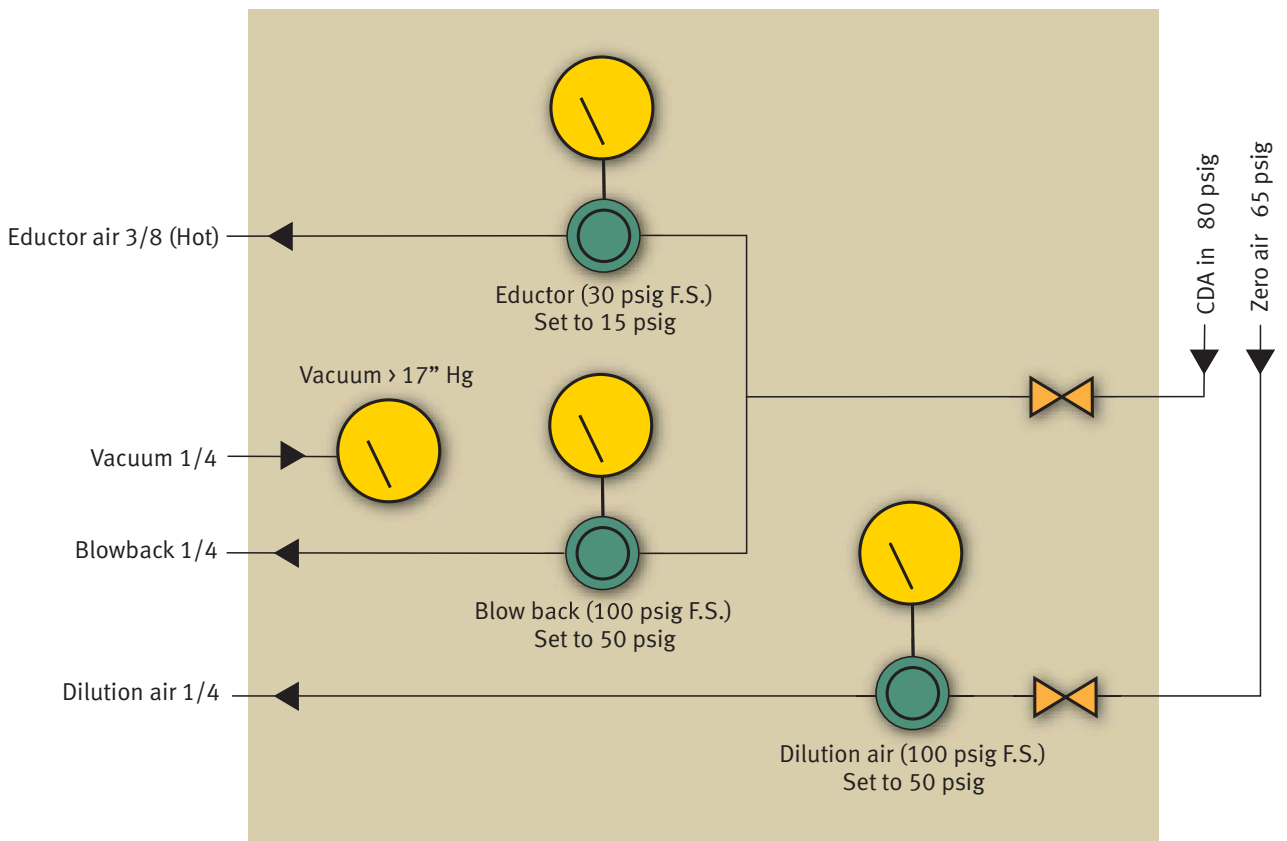 CDA in 80 psig
Zero air 65 psig
Eductor air 3/8 (Hot)
Eductor (30 psig F.S.)
Set to 15 psig
Vacuum > 17” Hg
Vacuum 1/4
Blowback 1/4
Blow back (100 psig F.S.)
Set to 50 psig
Dilution air 1/4
Dilution air (100 psig F.S.)
Set to 50 psig